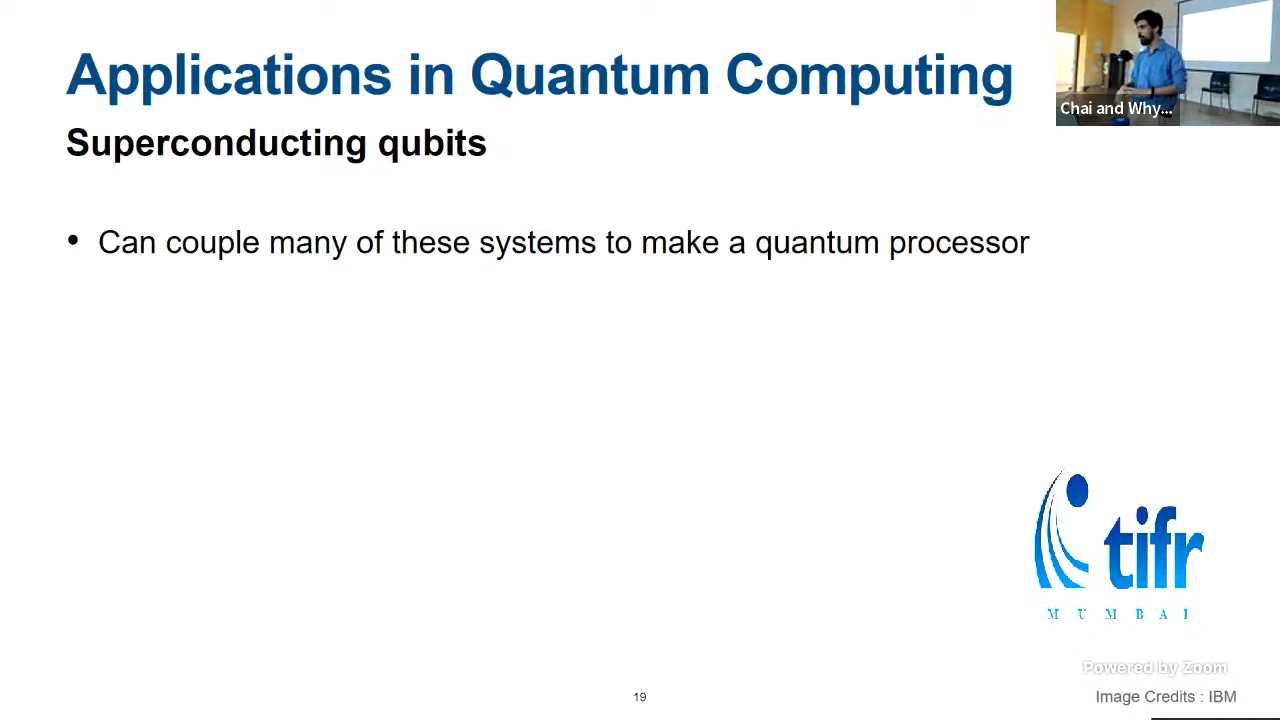 Applications in Quantum Computing
Chai and Why...
Superconducting qubits
• Can couple many of these systems to make a quantum processor
tifr
MUMBAI
Powered by Zoom
19
Image Credits : IBM